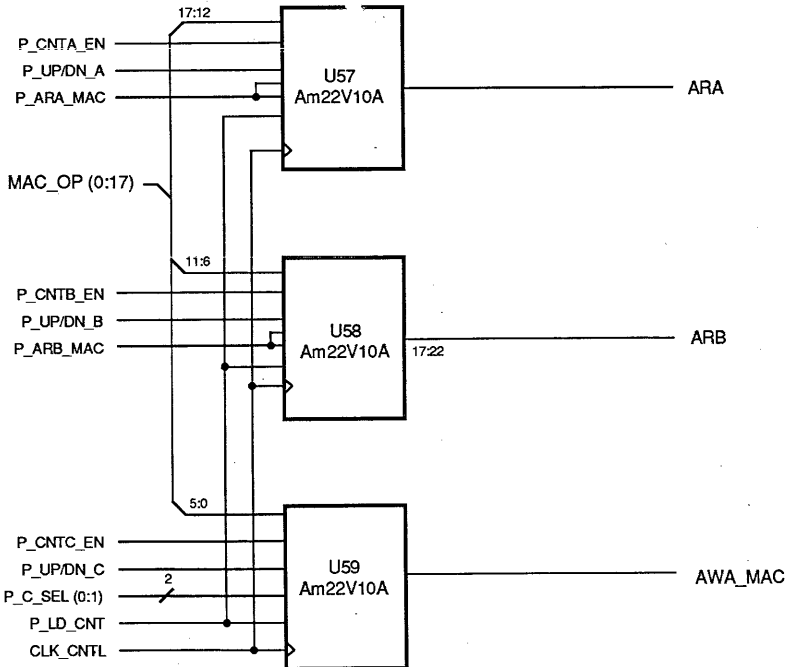 17:12
P_CNTA_EN
P_UP/DN_A
P_ARA_MAC
U57
Am22V10A
ARA
MAC_OP (0:17)
11:6
P_CNTB_EN
P_UP/DN_B
P_ARB_MAC
U58
Am22V10A
17:22
ARB
5:0
P_CNTC_EN
P_UP/DN_C
2
P_C_SEL (0:1)
P_LD_CNT
CLK_CNTL
U59
Am22V10A
AWA_MAC